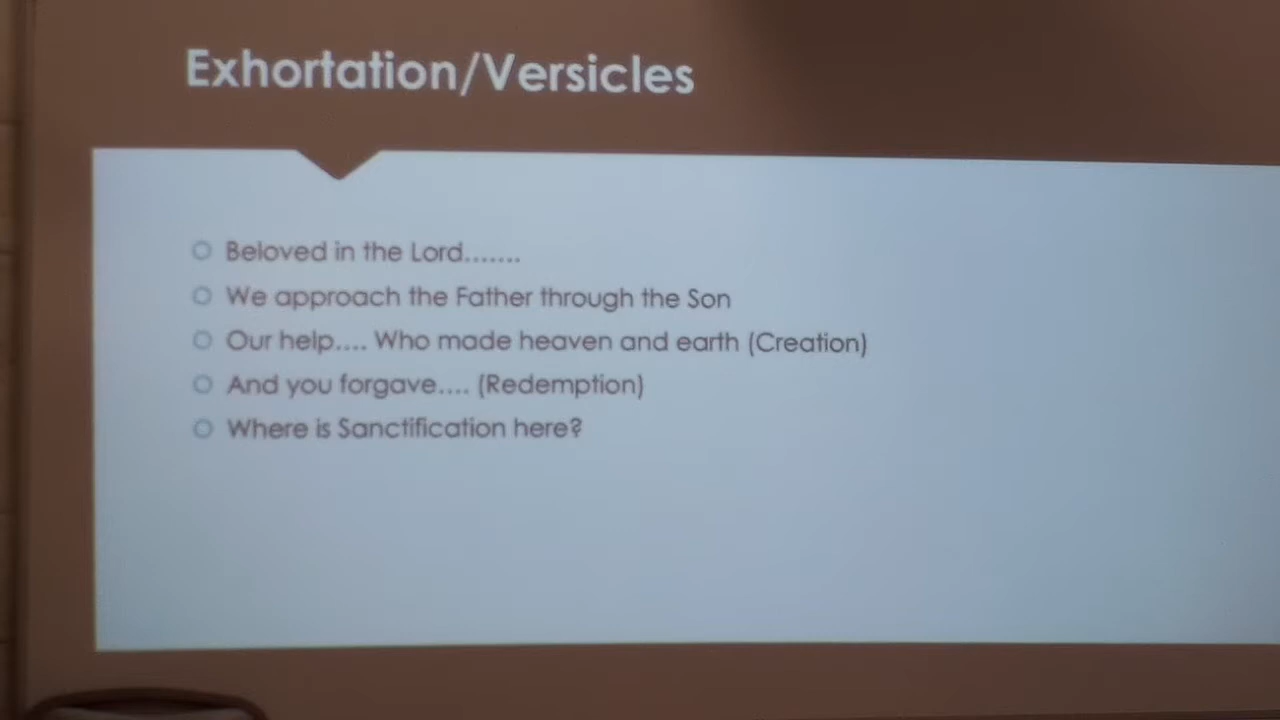 Exhortation/Versicles
Beloved in the Lord.......
We approach the Father through the Son
Our help.... Who made heaven and earth (Creation)
And you forgave.... (Redemption)
Where is Sanctification here?